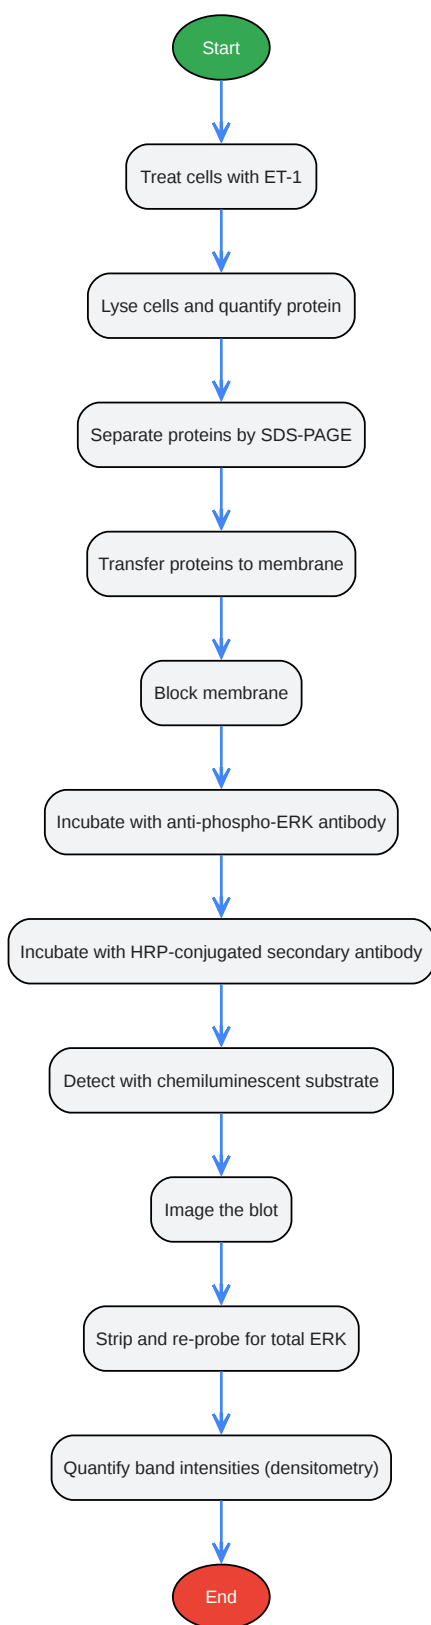 Start
Treat cells with ET-1
Lyse cells and quantify protein
Separate proteins by SDS-PAGE
Transfer proteins to membrane
Block membrane
Incubate with anti-phospho-ERK antibody
Incubate with HRP-conjugated secondary antibody
Detect with chemiluminescent substrate
Image the blot
Strip and re-probe for total ERK
Quantify band intensities (densitometry)
End